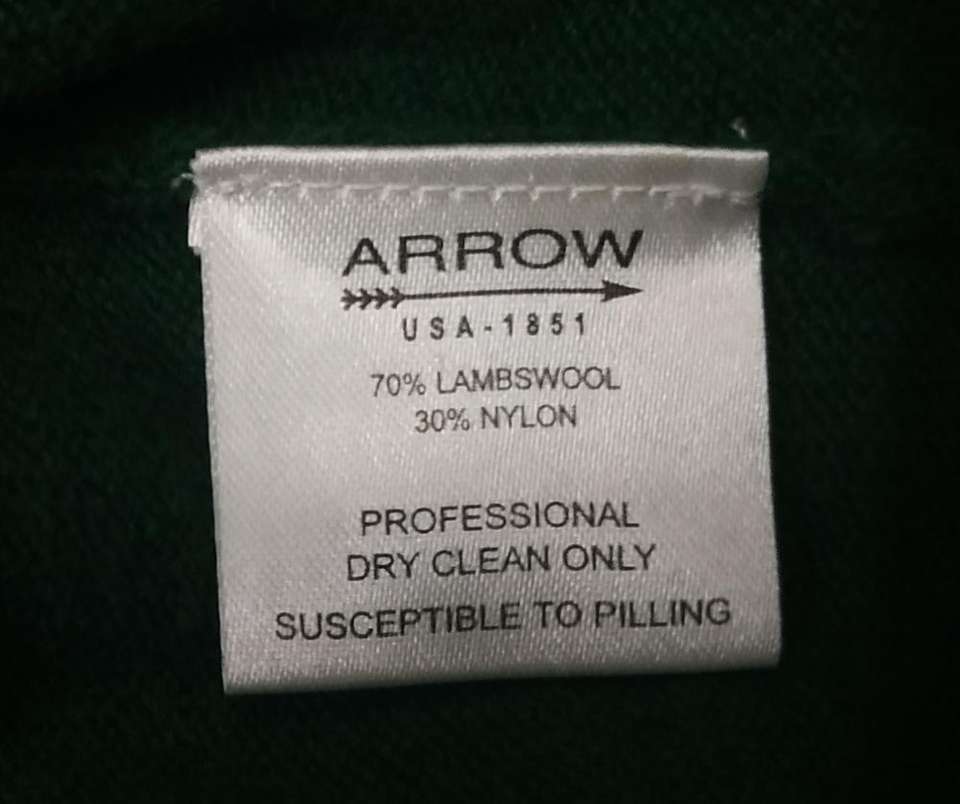 ARROW
USA-1851
70% LAMBSWOOL
30% NYLON
PROFESSIONAL
DRY CLEAN ONLY
SUSCEPTIBLE TO PILLING